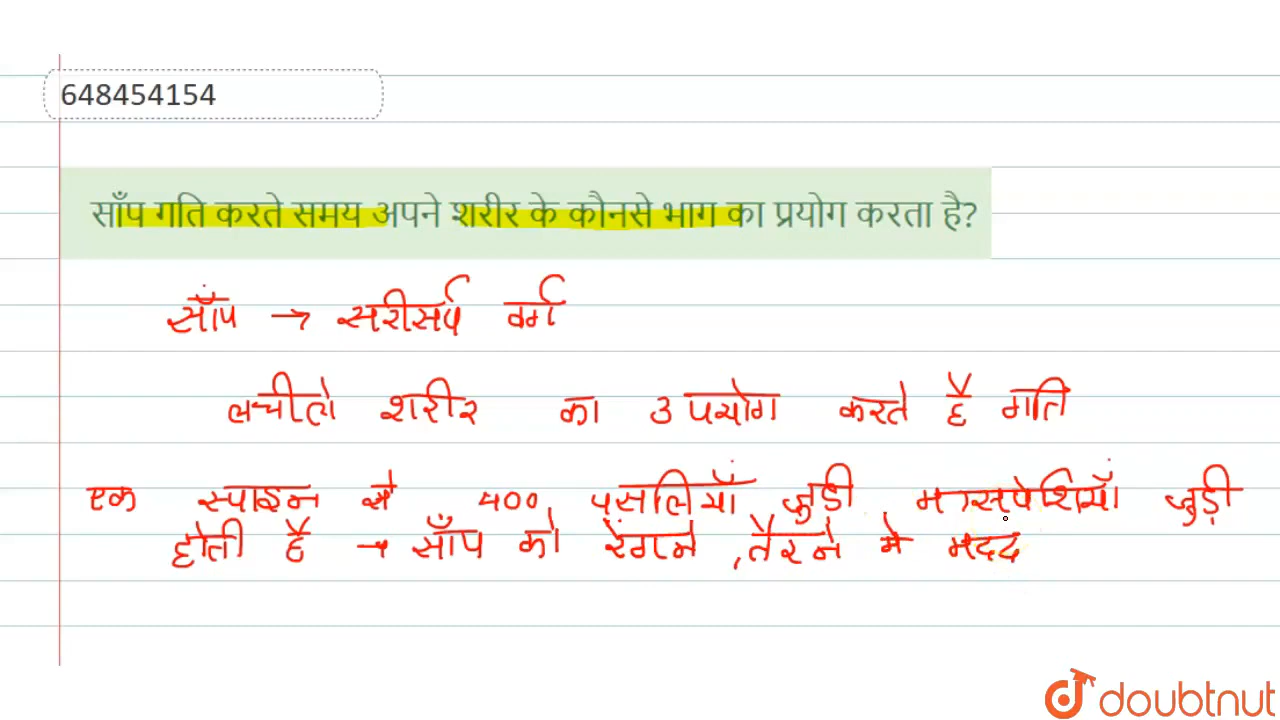 648454154
साँप गति करते समय अपने शरीर के कौनसे भाग का प्रयोग करता है?
साँप → सरीसर्प वर्ग
लचीले शरीर का उपयोग करते है गति
एक स्पाइन से 400 पसलियाँ जुड़ी मासपेशियाँ जुड़ी
होती है → साँप को रेंगने, तैरने मे मदद
doubtnut